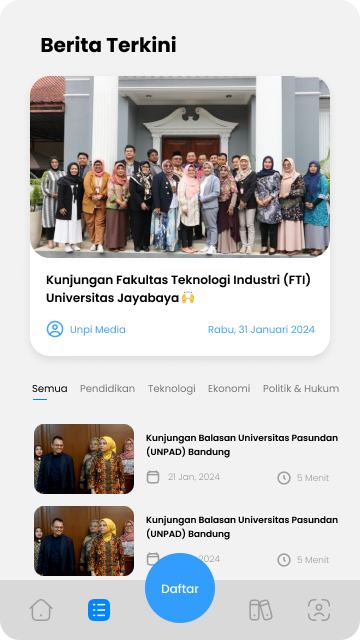 Berita Terkini
Kunjungan Fakultas Teknologi Industri (FTI)
Universitas Jayabaya 🙌
Unpi Media
Rabu, 31 Januari 2024
Semua Pendidikan Teknologi Ekonomi Politik & Hukum
Kunjungan Balasan Universitas Pasundan
(UNPAD) Bandung
21 Jan, 2024
5 Menit
Kunjungan Balasan Universitas Pasundan
(UNPAD) Bandung
2024
5 Menit
Daftar